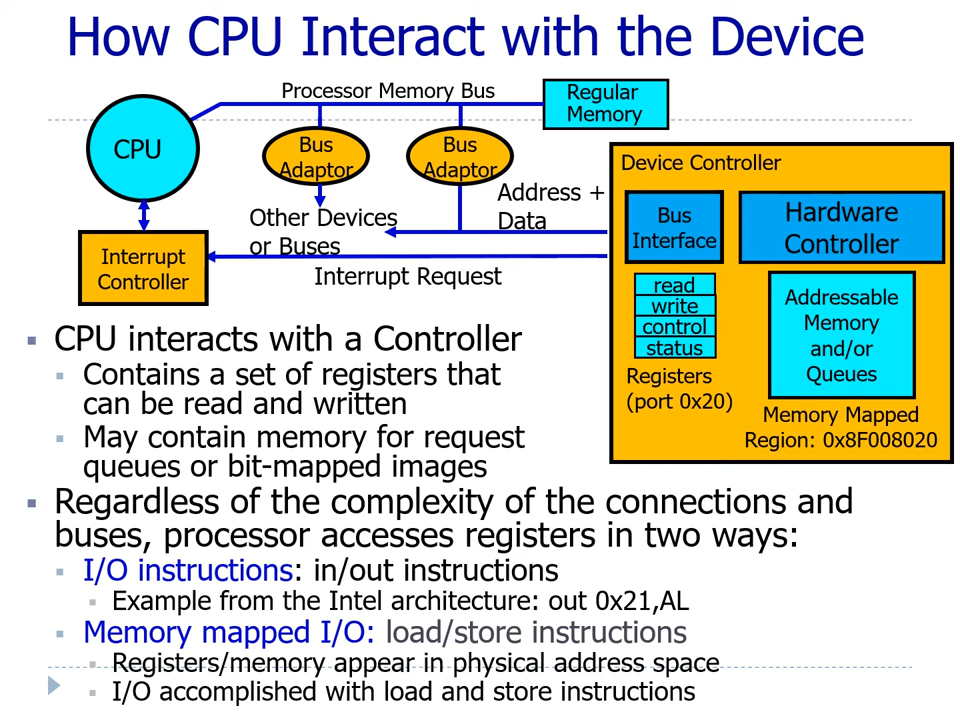 How CPU Interact with the Device
Processor Memory Bus
Regular
Memory
CPU
Bus
Adaptor
Bus
Adaptor
Device Controller
Address +
Data
Other Devices
or Buses
Interrupt
Controller
Interrupt Request
Bus
Interface
Hardware
Controller
read
write
control
status
Registers
(port 0x20)
Addressable
Memory
and/or
Queues
Memory Mapped
Region: 0x8F008020
CPU interacts with a Controller
Contains a set of registers that
can be read and written
May contain memory for request
queues or bit-mapped images
Regardless of the complexity of the connections and
buses, processor accesses registers in two ways:
I/O instructions: in/out instructions
Example from the Intel architecture: out 0x21,AL
Memory mapped I/O: load/store instructions
Registers/memory appear in physical address space
I/O accomplished with load and store instructions